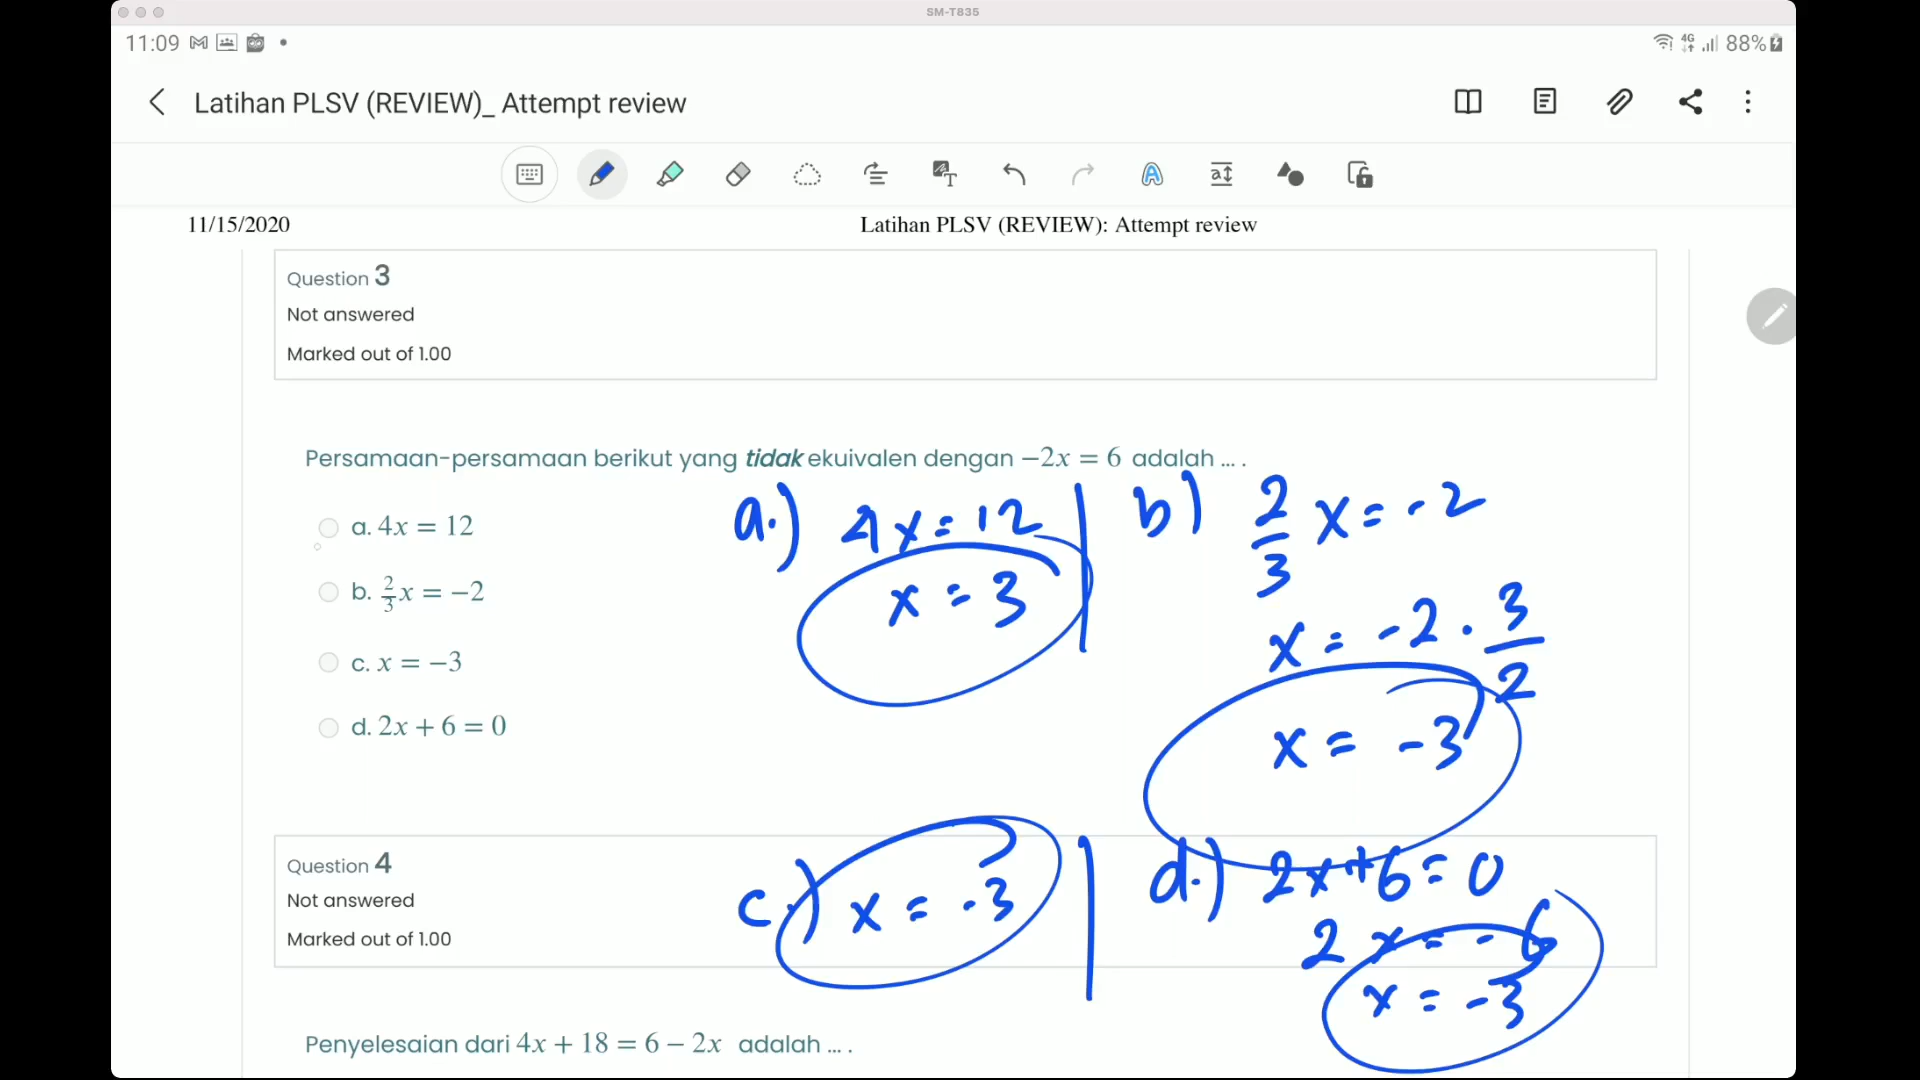 SM-T835
11:09
4G
88%
Latihan PLSV (REVIEW)_ Attempt review
11/15/2020
Latihan PLSV (REVIEW): Attempt review
Question 3
Not answered
Marked out of 1.00
Persamaan-persamaan berikut yang tidak ekuivalen dengan −2x = 6 adalah ... .
a. 4x = 12
b. 2/3 x = −2
c. x = −3
d. 2x + 6 = 0
a.) 4x = 12
x = 3
b) 2/3 x = -2
x = -2 . 3/2
x = -3
Question 4
Not answered
Marked out of 1.00
c.) x = -3
d.) 2x+6 = 0
2x = -6
x = -3
Penyelesaian dari 4x + 18 = 6 − 2x adalah ... .